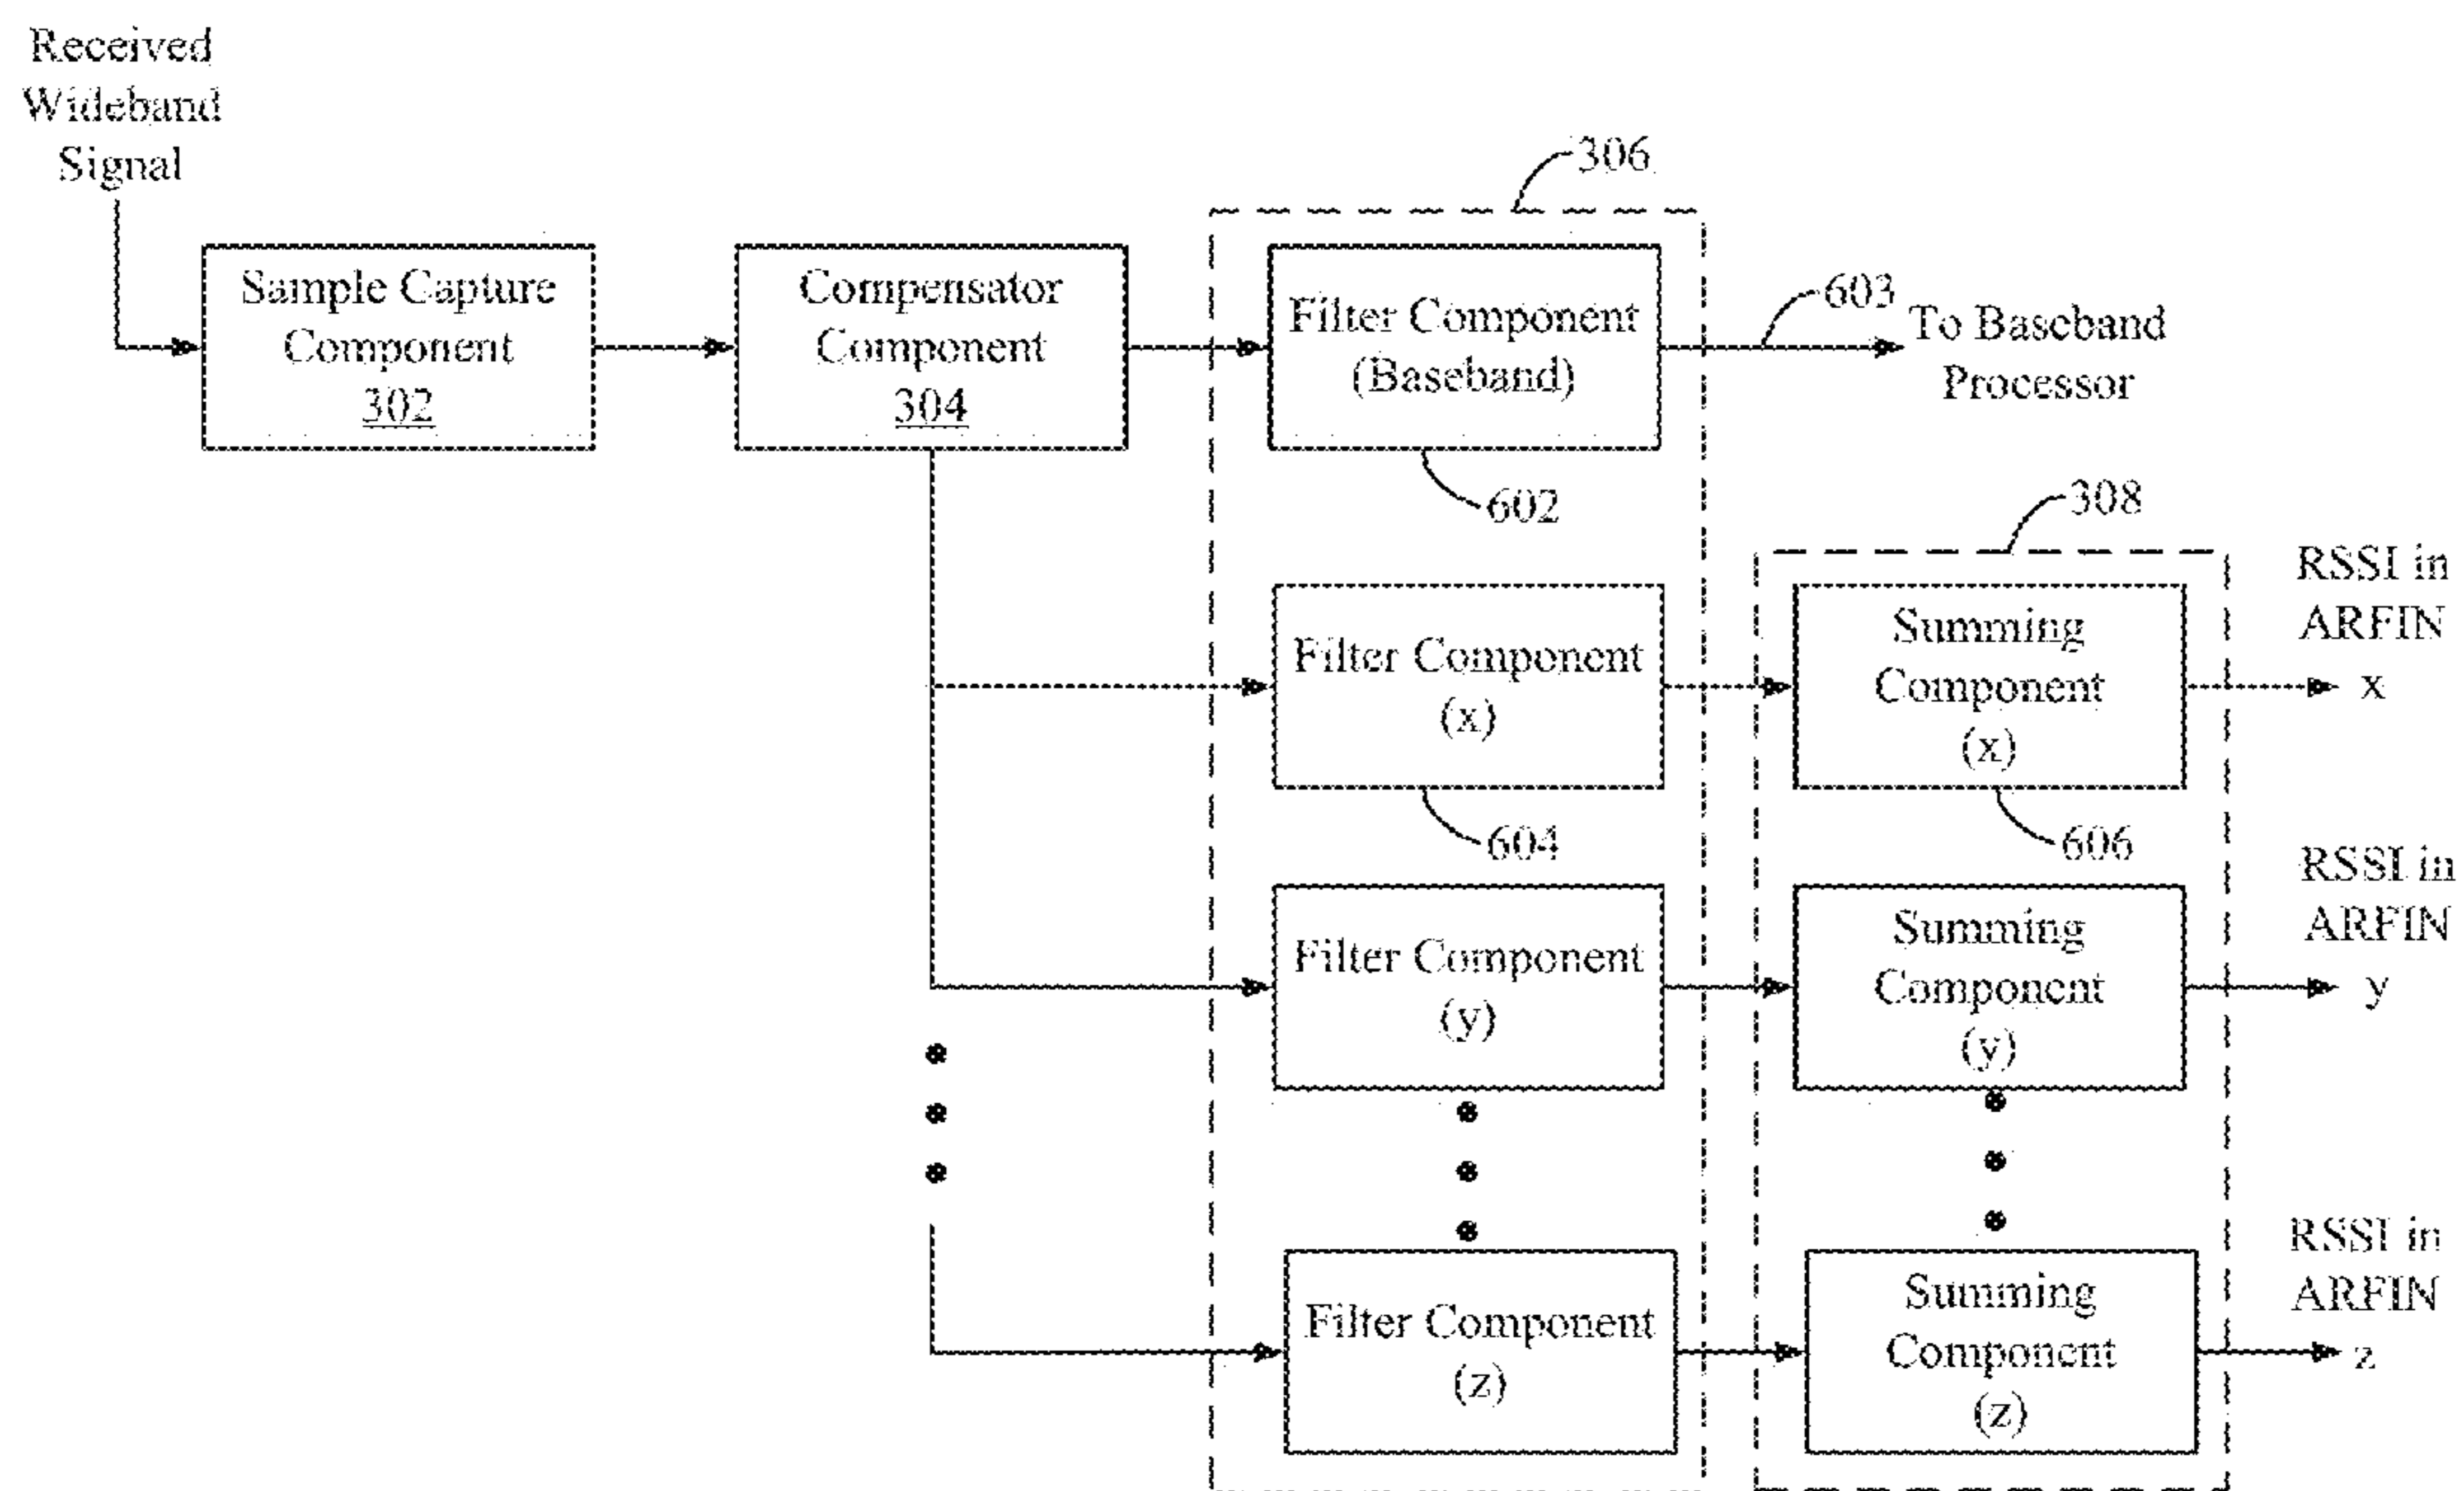 Received
Wideband
Signal
306
Sample Capture
Component
302
Compensator
Component
304
Filter Component
(Baseband)
603
To Baseband
Processor
602
308
Filter Component
(x)
604
Summing
Component
(x)
606
RSSI in
ARFIN
x
Filter Component
(y)
Summing
Component
(y)
RSSI in
ARFIN
y
Filter Component
(z)
Summing
Component
(z)
RSSI in
ARFIN
z